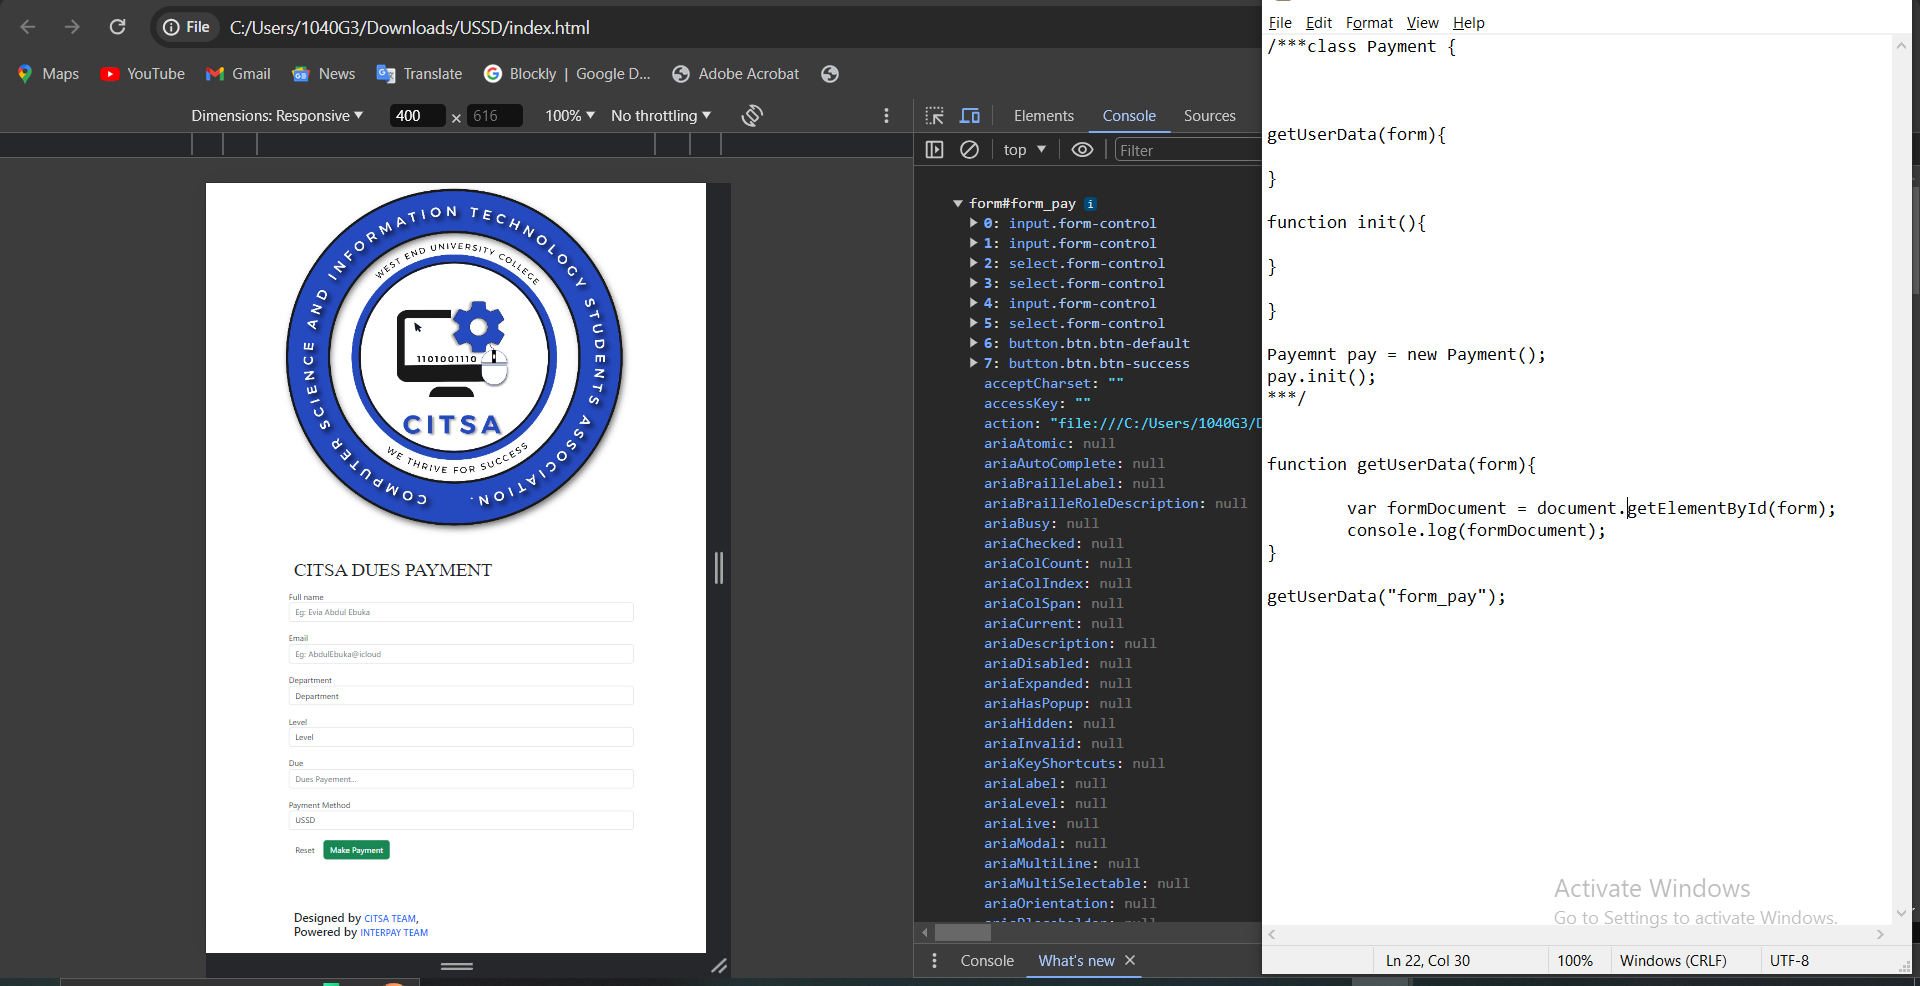 File
C:/Users/1040G3/Downloads/USSD/index.html
Maps
YouTube
Gmail
News
Translate
Blockly | Google D...
Adobe Acrobat
Dimensions: Responsive
400
×
616
100%
No throttling
Elements
Console
Sources
top
Filter
COMPUTER SCIENCE AND INFORMATION TECHNOLOGY STUDENTS ASSOCIATION.
WEST END UNIVERSITY COLLEGE
1101001110
CITSA
WE THRIVE FOR SUCCESS
CITSA DUES PAYMENT
Full name
Eg: Evia Abdul Ebuka
Email
Eg: AbdulEbuka@icloud
Department
Department
Level
Level
Due
Dues Payement...
Payment Method
USSD
Reset
Make Payment
Designed by CITSA TEAM,
Powered by INTERPAY TEAM
form#form_pay i
0: input.form-control
1: input.form-control
2: select.form-control
3: select.form-control
4: input.form-control
5: select.form-control
6: button.btn.btn-default
7: button.btn.btn-success
acceptCharset: ""
accessKey: ""
action: "file:///C:/Users/1040G3/D
ariaAtomic: null
ariaAutoComplete: null
ariaBrailleLabel: null
ariaBrailleRoleDescription: null
ariaBusy: null
ariaChecked: null
ariaColCount: null
ariaColIndex: null
ariaColSpan: null
ariaCurrent: null
ariaDescription: null
ariaDisabled: null
ariaExpanded: null
ariaHasPopup: null
ariaHidden: null
ariaInvalid: null
ariaKeyShortcuts: null
ariaLabel: null
ariaLevel: null
ariaLive: null
ariaModal: null
ariaMultiLine: null
ariaMultiSelectable: null
ariaOrientation: null
Console
What's new
File Edit Format View Help
/***class Payment {
getUserData(form){
}
function init(){
}
}
Payemnt pay = new Payment();
pay.init();
***/
function getUserData(form){
var formDocument = document.getElementById(form);
console.log(formDocument);
}
getUserData("form_pay");
Activate Windows
Go to Settings to activate Windows.
Ln 22, Col 30
100%
Windows (CRLF)
UTF-8